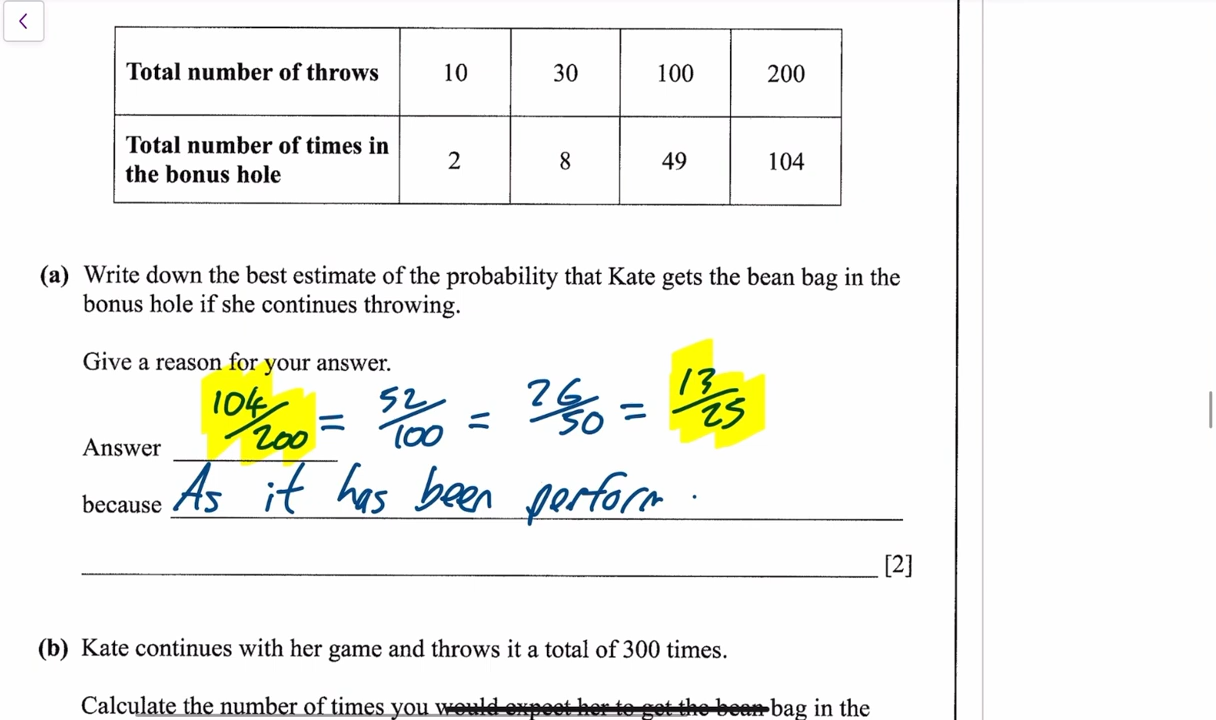 Total number of throws 10 30 100 200
Total number of times in
the bonus hole 2 8 49 104
(a) Write down the best estimate of the probability that Kate gets the bean bag in the
bonus hole if she continues throwing.
Give a reason for your answer.
Answer 104/200 = 52/100 = 26/50 = 13/25
because As it has been perform
[2]
(b) Kate continues with her game and throws it a total of 300 times.
Calculate the number of times you would expect her to get the bean bag in the